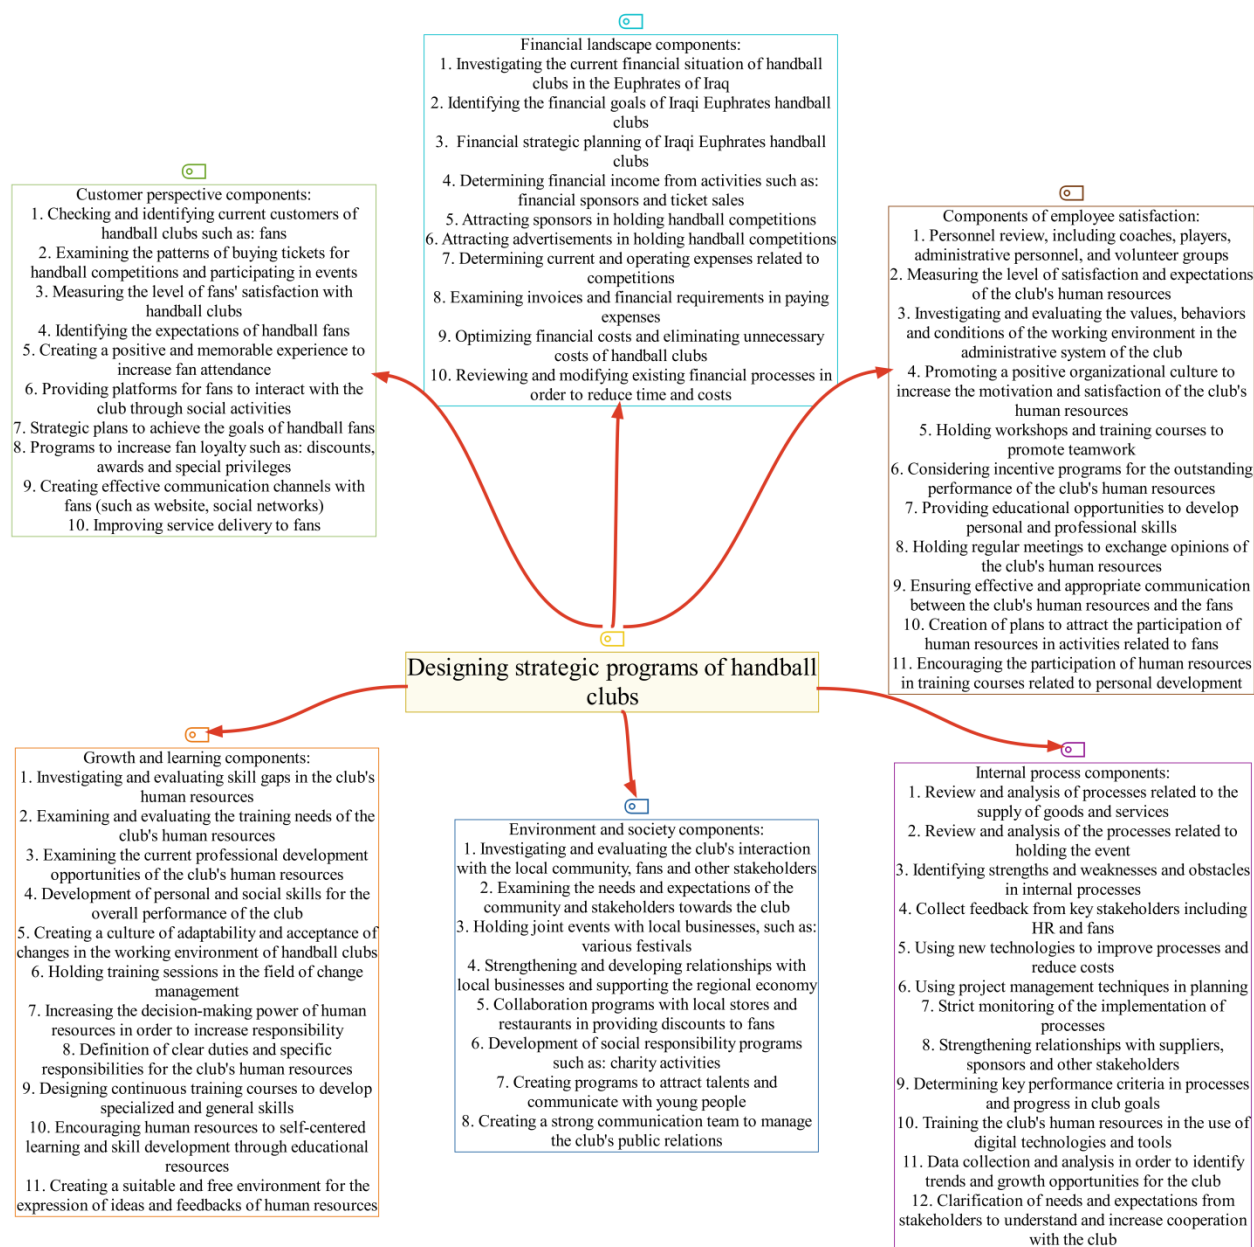 Financial landscape components:
1. Investigating the current financial situation of handball
clubs in the Euphrates of Iraq
2. Identifying the financial goals of Iraqi Euphrates handball
clubs
3. Financial strategic planning of Iraqi Euphrates handball
clubs
4. Determining financial income from activities such as:
financial sponsors and ticket sales
5. Attracting sponsors in holding handball competitions
6. Attracting advertisements in holding handball competitions
7. Determining current and operating expenses related to
competitions
8. Examining invoices and financial requirements in paying
expenses
9. Optimizing financial costs and eliminating unnecessary
costs of handball clubs
10. Reviewing and modifying existing financial processes in
order to reduce time and costs
Customer perspective components:
1. Checking and identifying current customers of
handball clubs such as: fans
2. Examining the patterns of buying tickets for
handball competitions and participating in events
3. Measuring the level of fans' satisfaction with
handball clubs
4. Identifying the expectations of handball fans
5. Creating a positive and memorable experience to
increase fan attendance
6. Providing platforms for fans to interact with the
club through social activities
7. Strategic plans to achieve the goals of handball fans
8. Programs to increase fan loyalty such as: discounts,
awards and special privileges
9. Creating effective communication channels with
fans (such as website, social networks)
10. Improving service delivery to fans
Components of employee satisfaction:
1. Personnel review, including coaches, players,
administrative personnel, and volunteer groups
2. Measuring the level of satisfaction and expectations
of the club's human resources
3. Investigating and evaluating the values, behaviors
and conditions of the working environment in the
administrative system of the club
4. Promoting a positive organizational culture to
increase the motivation and satisfaction of the club's
human resources
5. Holding workshops and training courses to
promote teamwork
6. Considering incentive programs for the outstanding
performance of the club's human resources
7. Providing educational opportunities to develop
personal and professional skills
8. Holding regular meetings to exchange opinions of
the club's human resources
9. Ensuring effective and appropriate communication
between the club's human resources and the fans
10. Creation of plans to attract the participation of
human resources in activities related to fans
11. Encouraging the participation of human resources
in training courses related to personal development
Designing strategic programs of handball
clubs
Growth and learning components:
1. Investigating and evaluating skill gaps in the club's
human resources
2. Examining and evaluating the training needs of the
club's human resources
3. Examining the current professional development
opportunities of the club's human resources
4. Development of personal and social skills for the
overall performance of the club
5. Creating a culture of adaptability and acceptance of
changes in the working environment of handball clubs
6. Holding training sessions in the field of change
management
7. Increasing the decision-making power of human
resources in order to increase responsibility
8. Definition of clear duties and specific
responsibilities for the club's human resources
9. Designing continuous training courses to develop
specialized and general skills
10. Encouraging human resources to self-centered
learning and skill development through educational
resources
11. Creating a suitable and free environment for the
expression of ideas and feedbacks of human resources
Environment and society components:
1. Investigating and evaluating the club's interaction
with the local community, fans and other stakeholders
2. Examining the needs and expectations of the
community and stakeholders towards the club
3. Holding joint events with local businesses, such as:
various festivals
4. Strengthening and developing relationships with
local businesses and supporting the regional economy
5. Collaboration programs with local stores and
restaurants in providing discounts to fans
6. Development of social responsibility programs
such as: charity activities
7. Creating programs to attract talents and
communicate with young people
8. Creating a strong communication team to manage
the club's public relations
Internal process components:
1. Review and analysis of processes related to the
supply of goods and services
2. Review and analysis of the processes related to
holding the event
3. Identifying strengths and weaknesses and obstacles
in internal processes
4. Collect feedback from key stakeholders including
HR and fans
5. Using new technologies to improve processes and
reduce costs
6. Using project management techniques in planning
7. Strict monitoring of the implementation of
processes
8. Strengthening relationships with suppliers,
sponsors and other stakeholders
9. Determining key performance criteria in processes
and progress in club goals
10. Training the club's human resources in the use of
digital technologies and tools
11. Data collection and analysis in order to identify
trends and growth opportunities for the club
12. Clarification of needs and expectations from
stakeholders to understand and increase cooperation
with the club